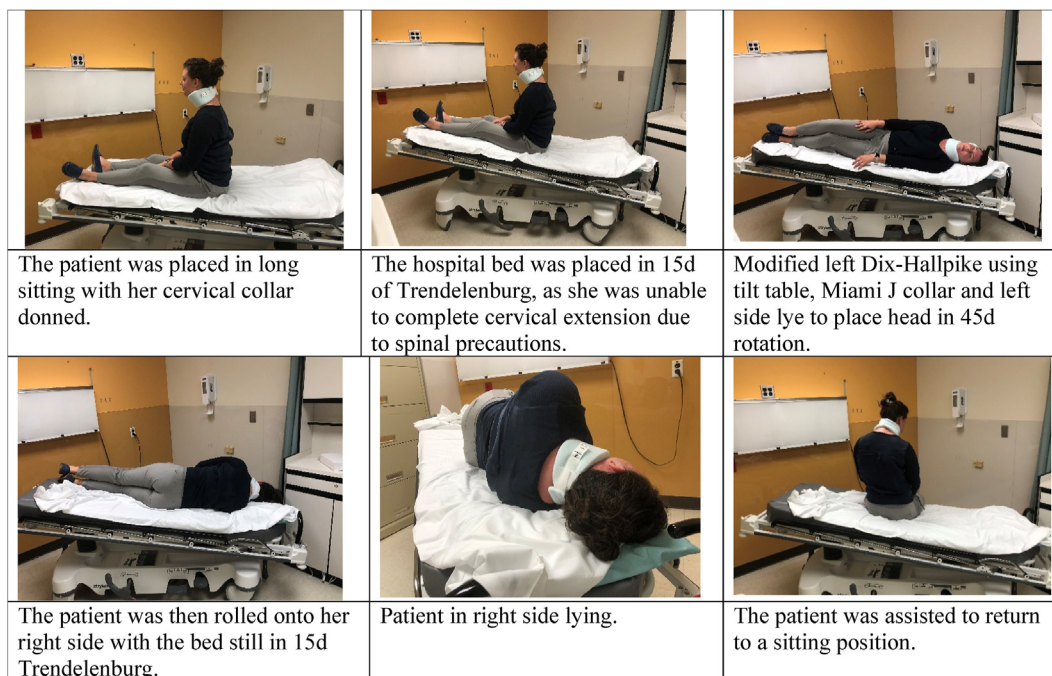 The patient was placed in long
sitting with her cervical collar
donned.
The hospital bed was placed in 15d
of Trendelenburg, as she was unable
to complete cervical extension due
to spinal precautions.
Modified left Dix-Hallpike using
tilt table, Miami J collar and left
side lye to place head in 45d
rotation.
The patient was then rolled onto her
right side with the bed still in 15d
Trendelenburg.
Patient in right side lying.
The patient was assisted to return
to a sitting position.